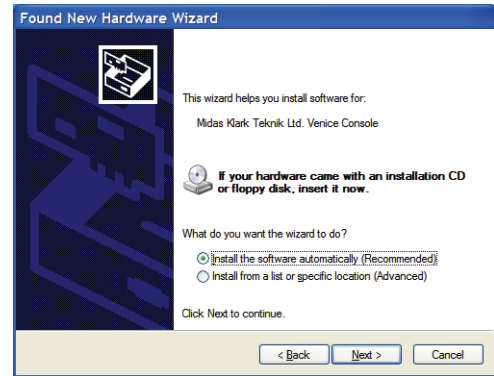 Found New Hardware Wizard
This wizard helps you install software for:
Midas Klark Teknik Ltd. Venice Console
If your hardware came with an installation CD
or floppy disk, insert it now.
What do you want the wizard to do?
Install the software automatically (Recommended)
Install from a list or specific location (Advanced)
Click Next to continue.
< Back Next > Cancel